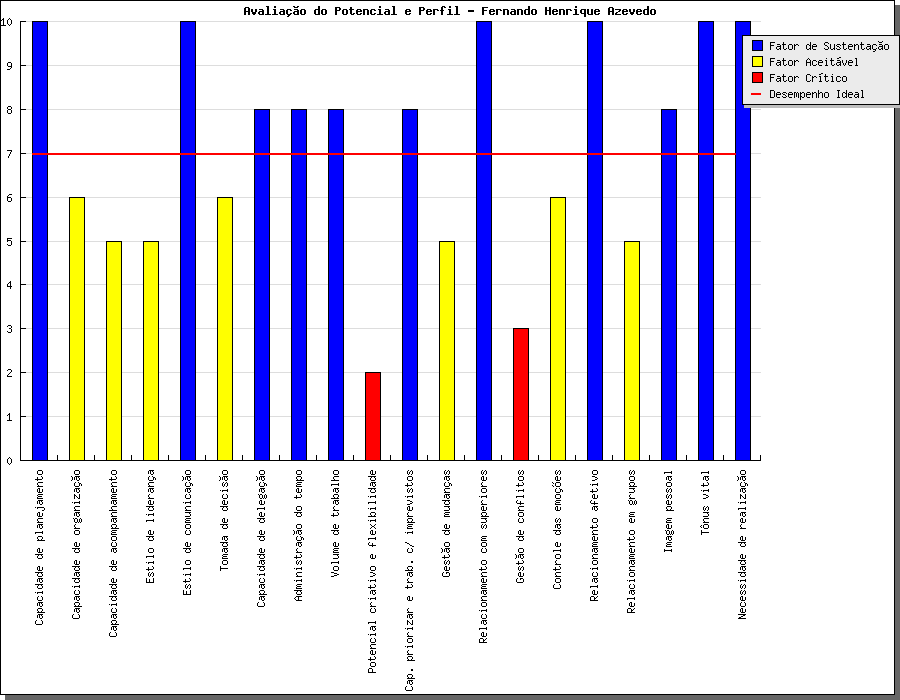 Avaliação do Potencial e Perfil - Fernando Henrique Azevedo
10
9
8
7
6
5
4
3
2
1
0
Fator de Sustentação
Fator Aceitável
Fator Crítico
Desempenho Ideal
Capacidade de planejamento
Capacidade de organização
Capacidade de acompanhamento
Estilo de liderança
Estilo de comunicação
Tomada de decisão
Capacidade de delegação
Administração do tempo
Volume de trabalho
Potencial criativo e flexibilidade
Cap. priorizar e trab. c/ imprevistos
Gestão de mudanças
Relacionamento com superiores
Gestão de conflitos
Controle das emoções
Relacionamento afetivo
Relacionamento em grupos
Imagem pessoal
Tônus vital
Necessidade de realização